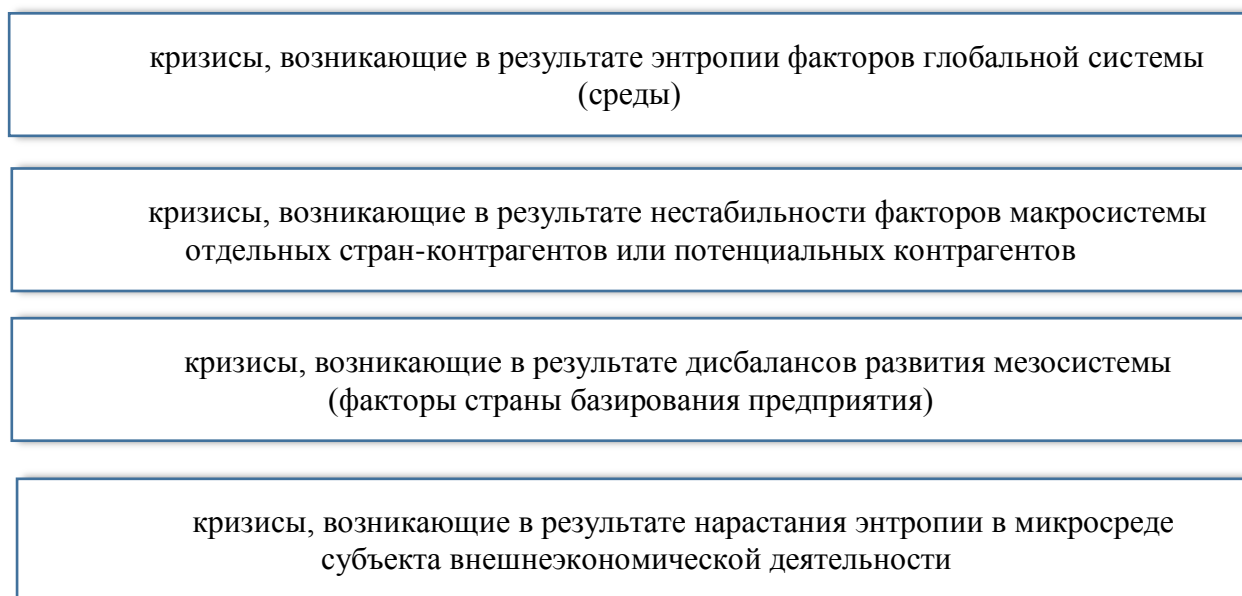 кризисы, возникающие в результате энтропии факторов глобальной системы
(среды)
кризисы, возникающие в результате нестабильности факторов макросистемы
отдельных стран-контрагентов или потенциальных контрагентов
кризисы, возникающие в результате дисбалансов развития мезосистемы
(факторы страны базирования предприятия)
кризисы, возникающие в результате нарастания энтропии в микросреде
субъекта внешнеэкономической деятельности